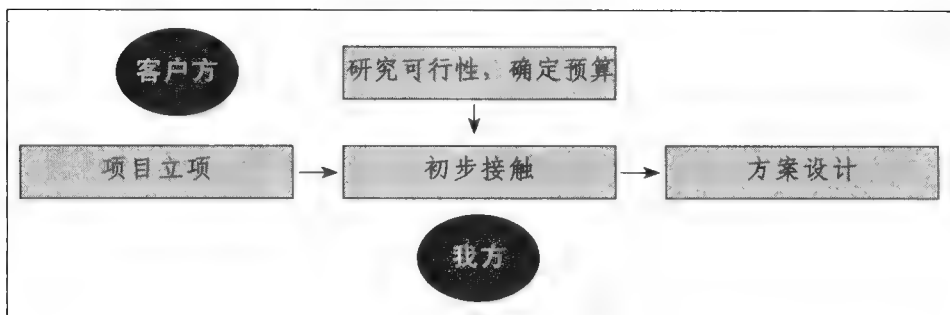 客户方
研究可行性，确定预算
项目立项
初步接触
方案设计
我方